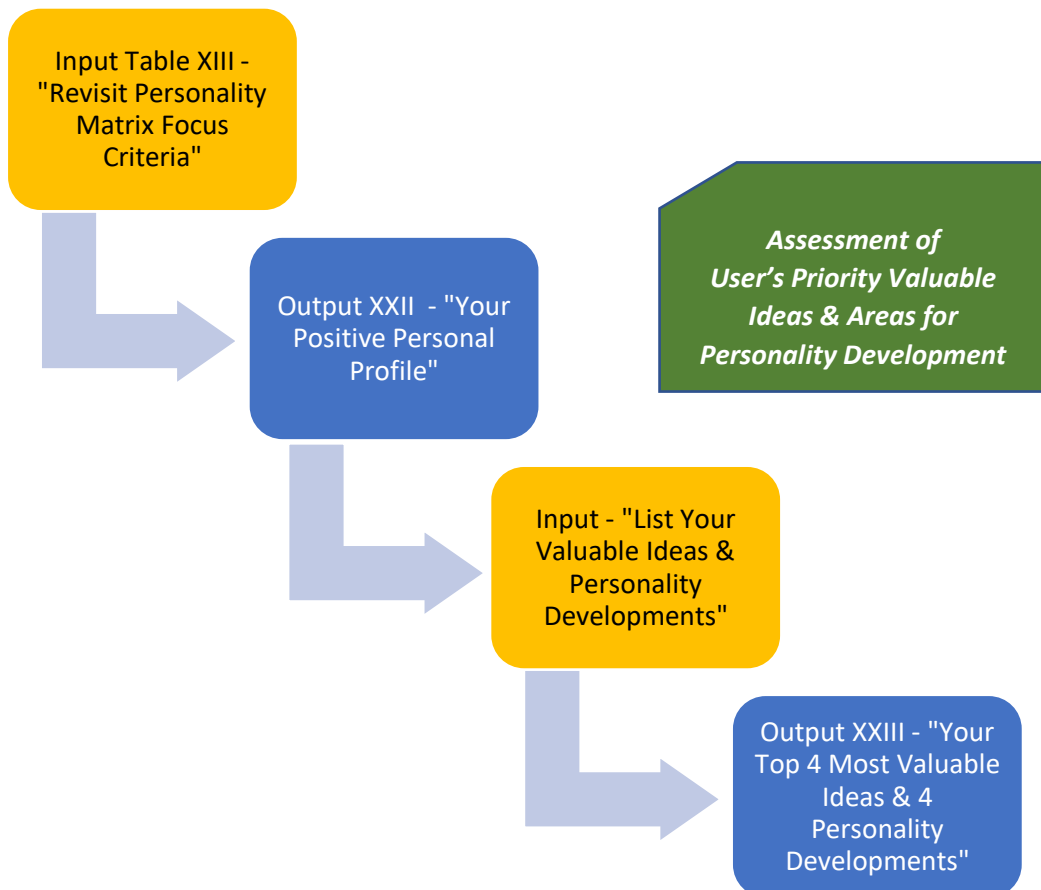 Input Table XIII -
"Revisit Personality
Matrix Focus
Criteria"
Assessment of
User’s Priority Valuable
Ideas & Areas for
Personality Development
Output XXII  - "Your
Positive Personal
Profile"
Input - "List Your
Valuable Ideas &
Personality
Developments"
Output XXIII - "Your
Top 4 Most Valuable
Ideas & 4
Personality
Developments"